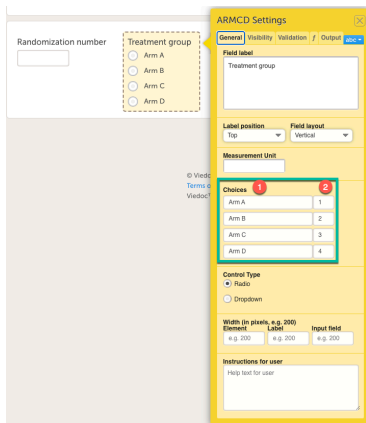 ARMCD Settings
General Visibility Validation ƒ Output abc
Field label
Treatment group
Label position Field layout
Top Vertical
Measurement Unit
Choices 1 2
Arm A 1
Arm B 2
Arm C 3
Arm D 4
Control Type
Radio
Dropdown
Width (in pixels, e.g. 200)
Element Label Input field
e.g. 200 e.g. 200 e.g. 200
Instructions for user
Help text for user
Randomization number
Treatment group
Arm A
Arm B
Arm C
Arm D
© Viedoc
Terms
Viedoc